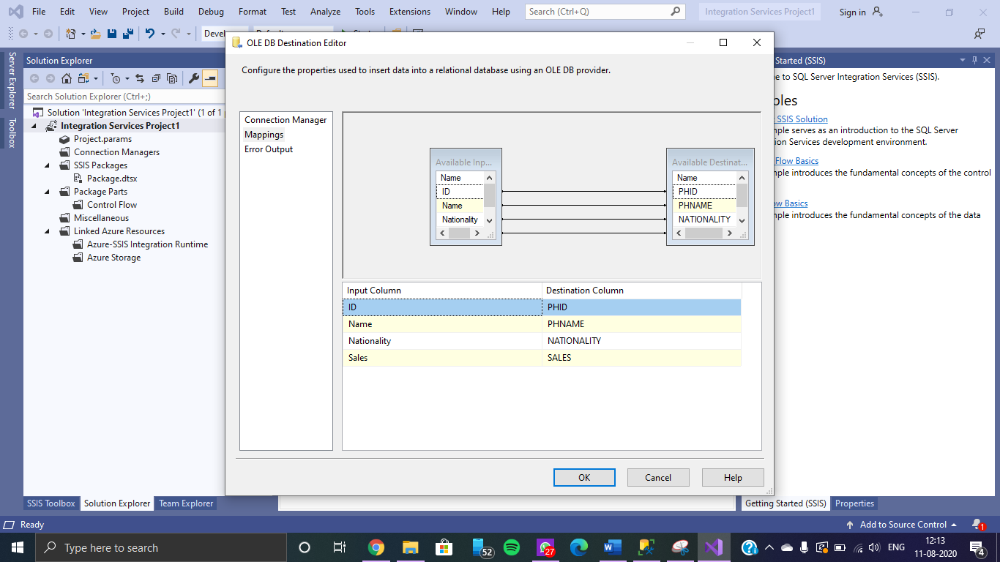 File Edit View Project Build Debug Format Test Analyze Tools Extensions Window Help Search (Ctrl+Q) Integration Services Project1 Sign in
Devel
OLE DB Destination Editor
Configure the properties used to insert data into a relational database using an OLE DB provider.
Server Explorer
Toolbox
Solution Explorer
Search Solution Explorer (Ctrl+;)
Solution 'Integration Services Project1' (1 of 1
Integration Services Project1
Project.params
Connection Managers
SSIS Packages
Package.dtsx
Package Parts
Control Flow
Miscellaneous
Linked Azure Resources
Azure-SSIS Integration Runtime
Azure Storage
Connection Manager
Mappings
Error Output
Available Inp...
Name
ID
Name
Nationality
Available Destinat...
Name
PHID
PHNAME
NATIONALITY
Input Column Destination Column
ID PHID
Name PHNAME
Nationality NATIONALITY
Sales SALES
OK Cancel Help
Started (SSIS)
e to SQL Server Integration Services (SSIS).
ples
SSIS Solution
mple serves as an introduction to the SQL Server
ion Services development environment.
Flow Basics
mple introduces the fundamental concepts of the control
ow Basics
mple introduces the fundamental concepts of the data
SSIS Toolbox Solution Explorer Team Explorer Getting Started (SSIS) Properties
Ready Add to Source Control 1
Type here to search 52 27 ENG 12:13
11-08-2020 4